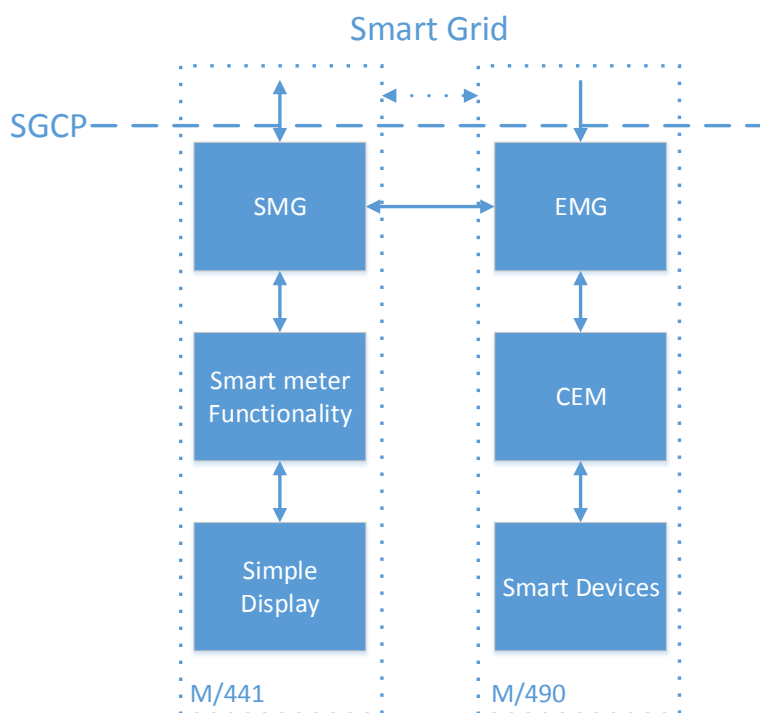 Smart Grid
SGCP
SMG
EMG
Smart meter
Functionality
CEM
Simple
Display
Smart Devices
M/441
M/490